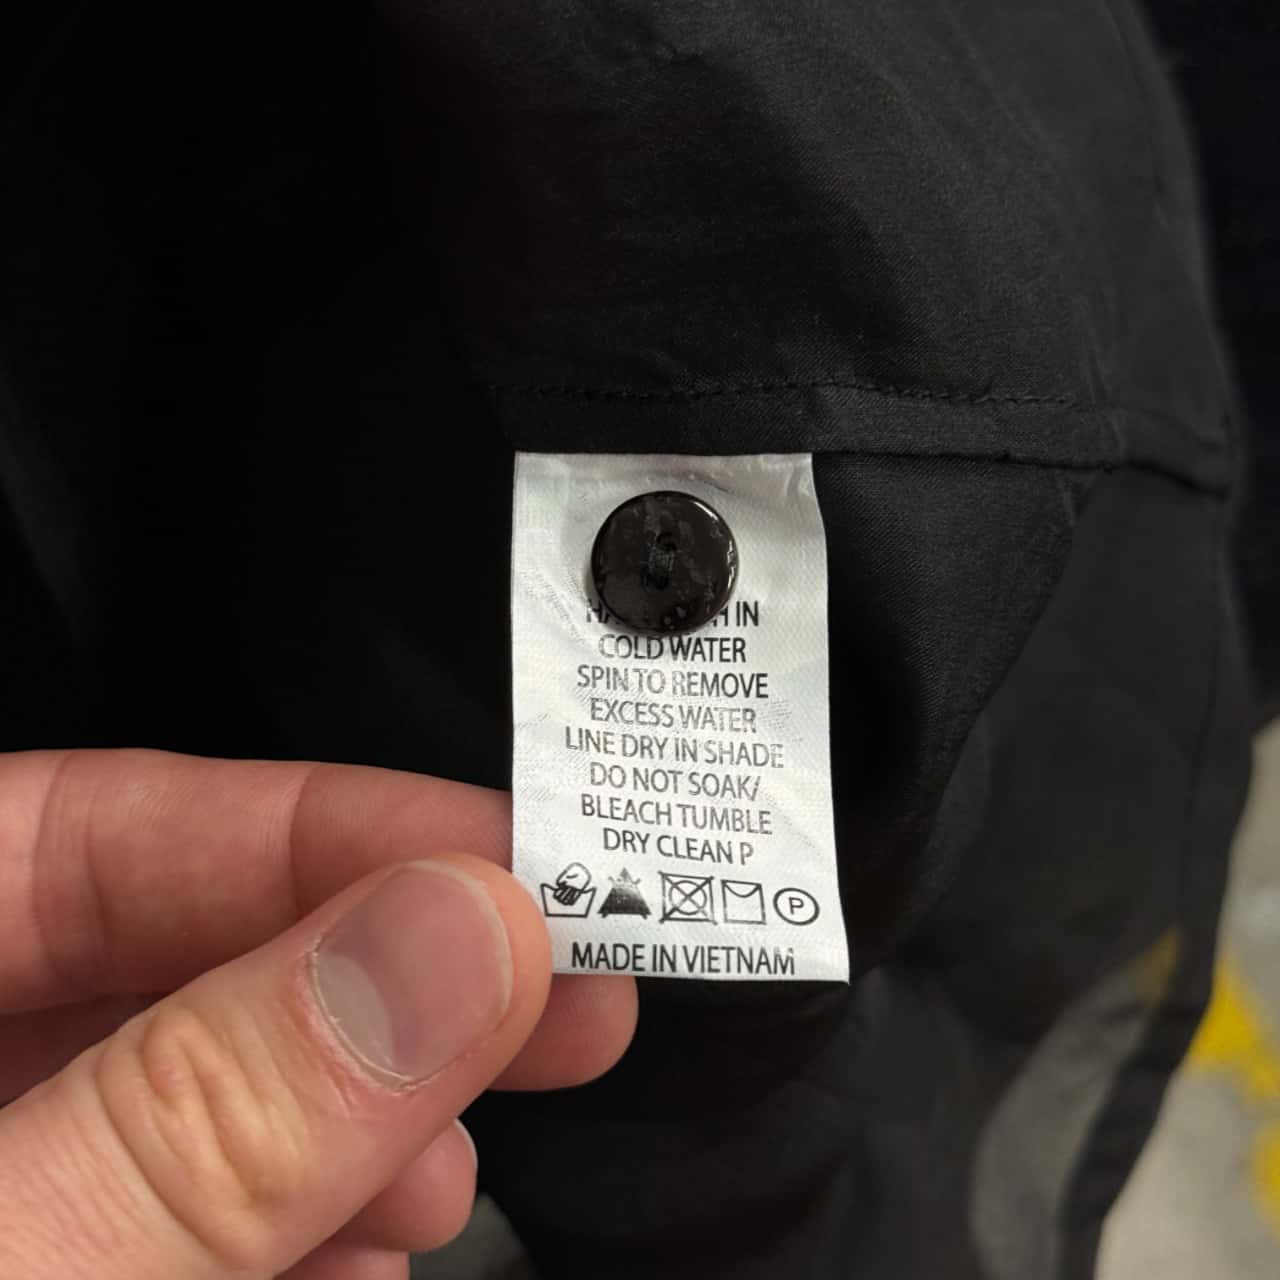 IN
COLD WATER
SPIN TO REMOVE
EXCESS WATER
LINE DRY IN SHADE
DO NOT SOAK/
BLEACH TUMBLE
DRY CLEAN P
P
MADE IN VIETNAM